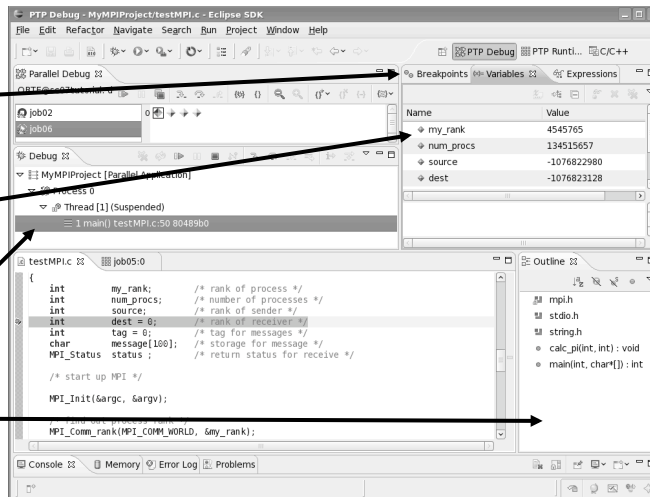 PTP Debug - MyMPIProject/testMPI.c - Eclipse SDK
File Edit Refactor Navigate Search Run Project Window Help
PTP Debug PTP Runti... C/C++
Parallel Debug
job02 0
job06
Breakpoints Variables Expressions
Name Value
my_rank 4545765
num_procs 134515657
source -1076822980
dest -1076823128
Debug
MyMPIProject [Parallel Application]
Process 0
Thread [1] (Suspended)
1 main() testMPI.c:50 80489b0
testMPI.c job05:0
{
int my_rank; /* rank of process */
int num_procs; /* number of processes */
int source; /* rank of sender */
int dest = 0; /* rank of receiver */
int tag = 0; /* tag for messages */
char message[100]; /* storage for message */
MPI_Status status ; /* return status for receive */
/* start up MPI */
MPI_Init(&argc, &argv);
/* find out process rank */
MPI_Comm_rank(MPI_COMM_WORLD, &my_rank);
Outline
mpi.h
stdio.h
string.h
calc_pi(int, int) : void
main(int, char*[]) : int
Console Memory Error Log Problems